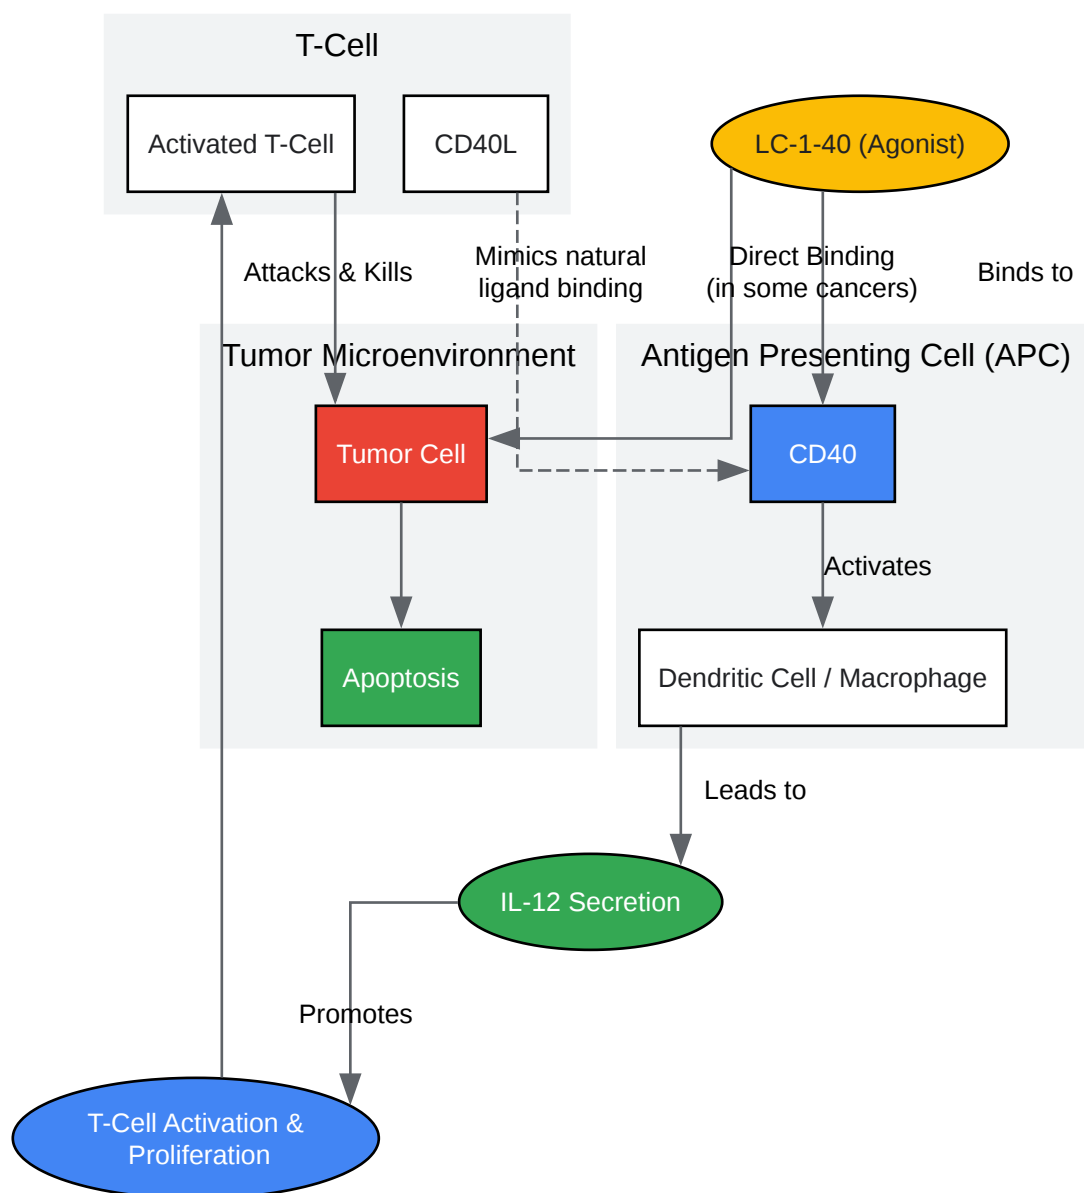 T-Cell
Activated T-Cell
CD40L
LC-1-40 (Agonist)
Attacks & Kills
Mimics natural
ligand binding
Direct Binding
(in some cancers)
Binds to
Tumor Microenvironment
Antigen Presenting Cell (APC)
Tumor Cell
CD40
Activates
Apoptosis
Dendritic Cell / Macrophage
Leads to
IL-12 Secretion
Promotes
T-Cell Activation &
Proliferation